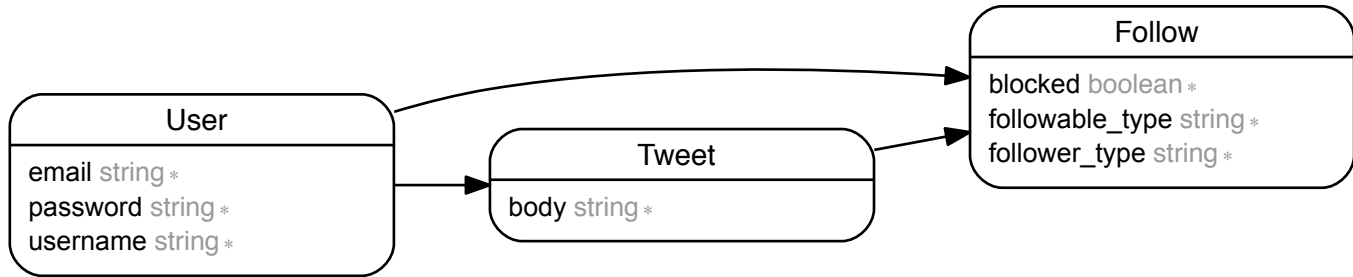 User
email string *
password string *
username string *
Tweet
body string *
Follow
blocked boolean *
followable_type string *
follower_type string *